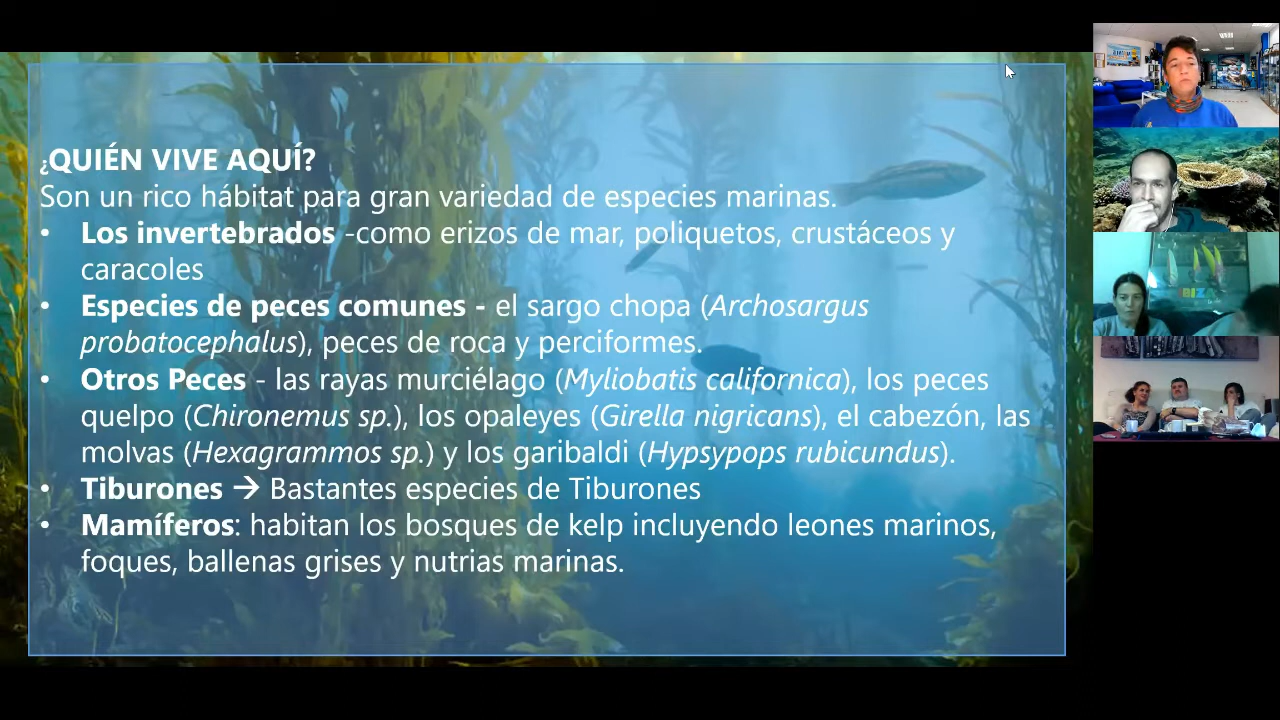 ¿QUIÉN VIVE AQUÍ?
Son un rico hábitat para gran variedad de especies marinas.
• Los invertebrados -como erizos de mar, poliquetos, crustáceos y
caracoles
• Especies de peces comunes - el sargo chopa (Archosargus
probatocephalus), peces de roca y perciformes.
• Otros Peces - las rayas murciélago (Myliobatis californica), los peces
quelpo (Chironemus sp.), los opaleyes (Girella nigricans), el cabezón, las
molvas (Hexagrammos sp.) y los garibaldi (Hypsypops rubicundus).
• Tiburones → Bastantes especies de Tiburones
• Mamíferos: habitan los bosques de kelp incluyendo leones marinos,
foques, ballenas grises y nutrias marinas.